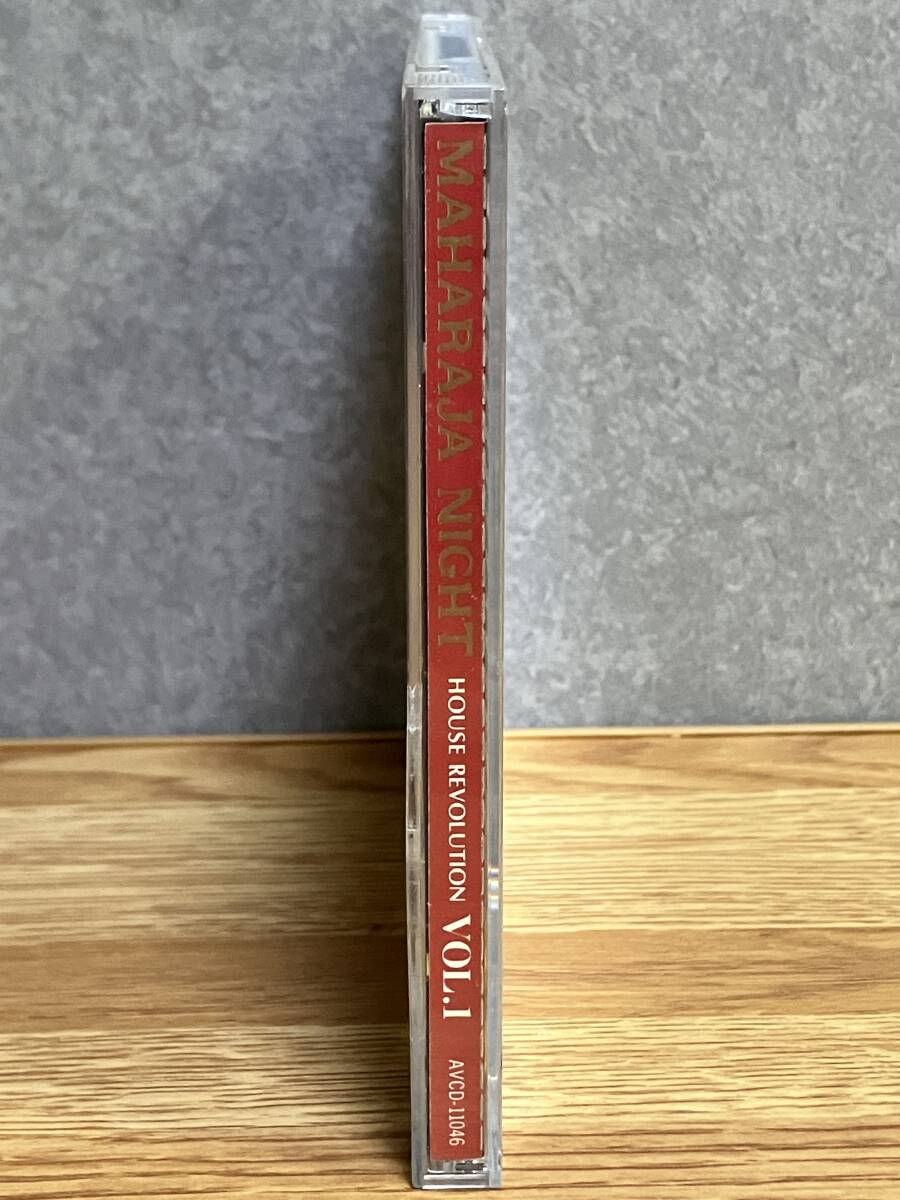 MAHARAJA NIGHT HOUSE REVOLUTION VOL.1 AVCD-11046